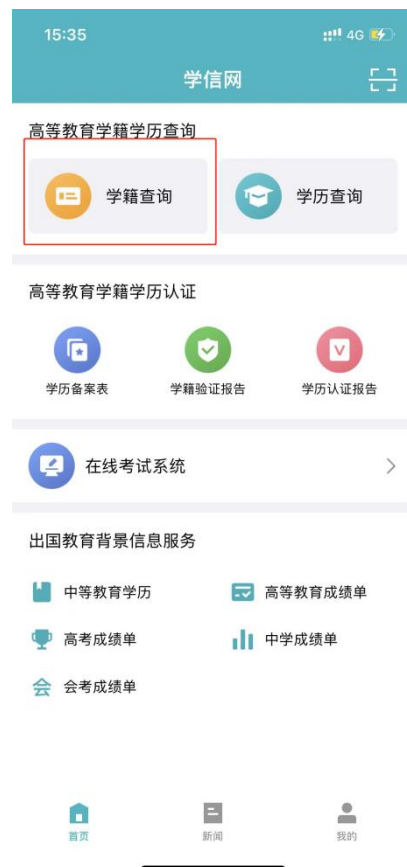 15:35
4G
学信网
高等教育学籍学历查询
学籍查询
学历查询
高等教育学籍学历认证
学历备案表
学籍验证报告
学历认证报告
在线考试系统
出国教育背景信息服务
中等教育学历
高等教育成绩单
高考成绩单
中学成绩单
会考成绩单
首页
新闻
我的